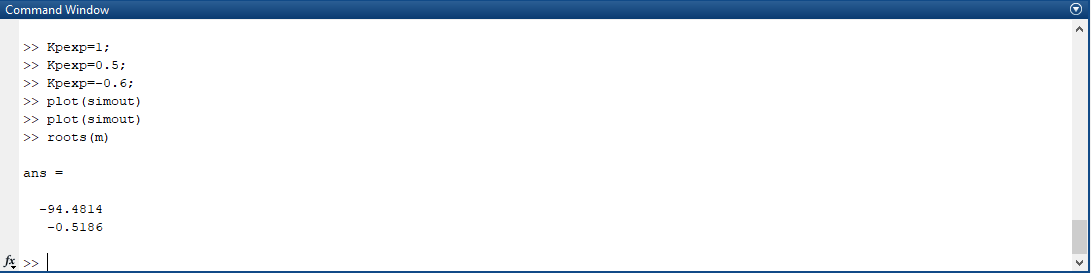 Command Window
>> Kpexp=1;
>> Kpexp=0.5;
>> Kpexp=-0.6;
>> plot(simout)
>> plot(simout)
>> roots(m)
ans =
-94.4814
-0.5186
fx >>